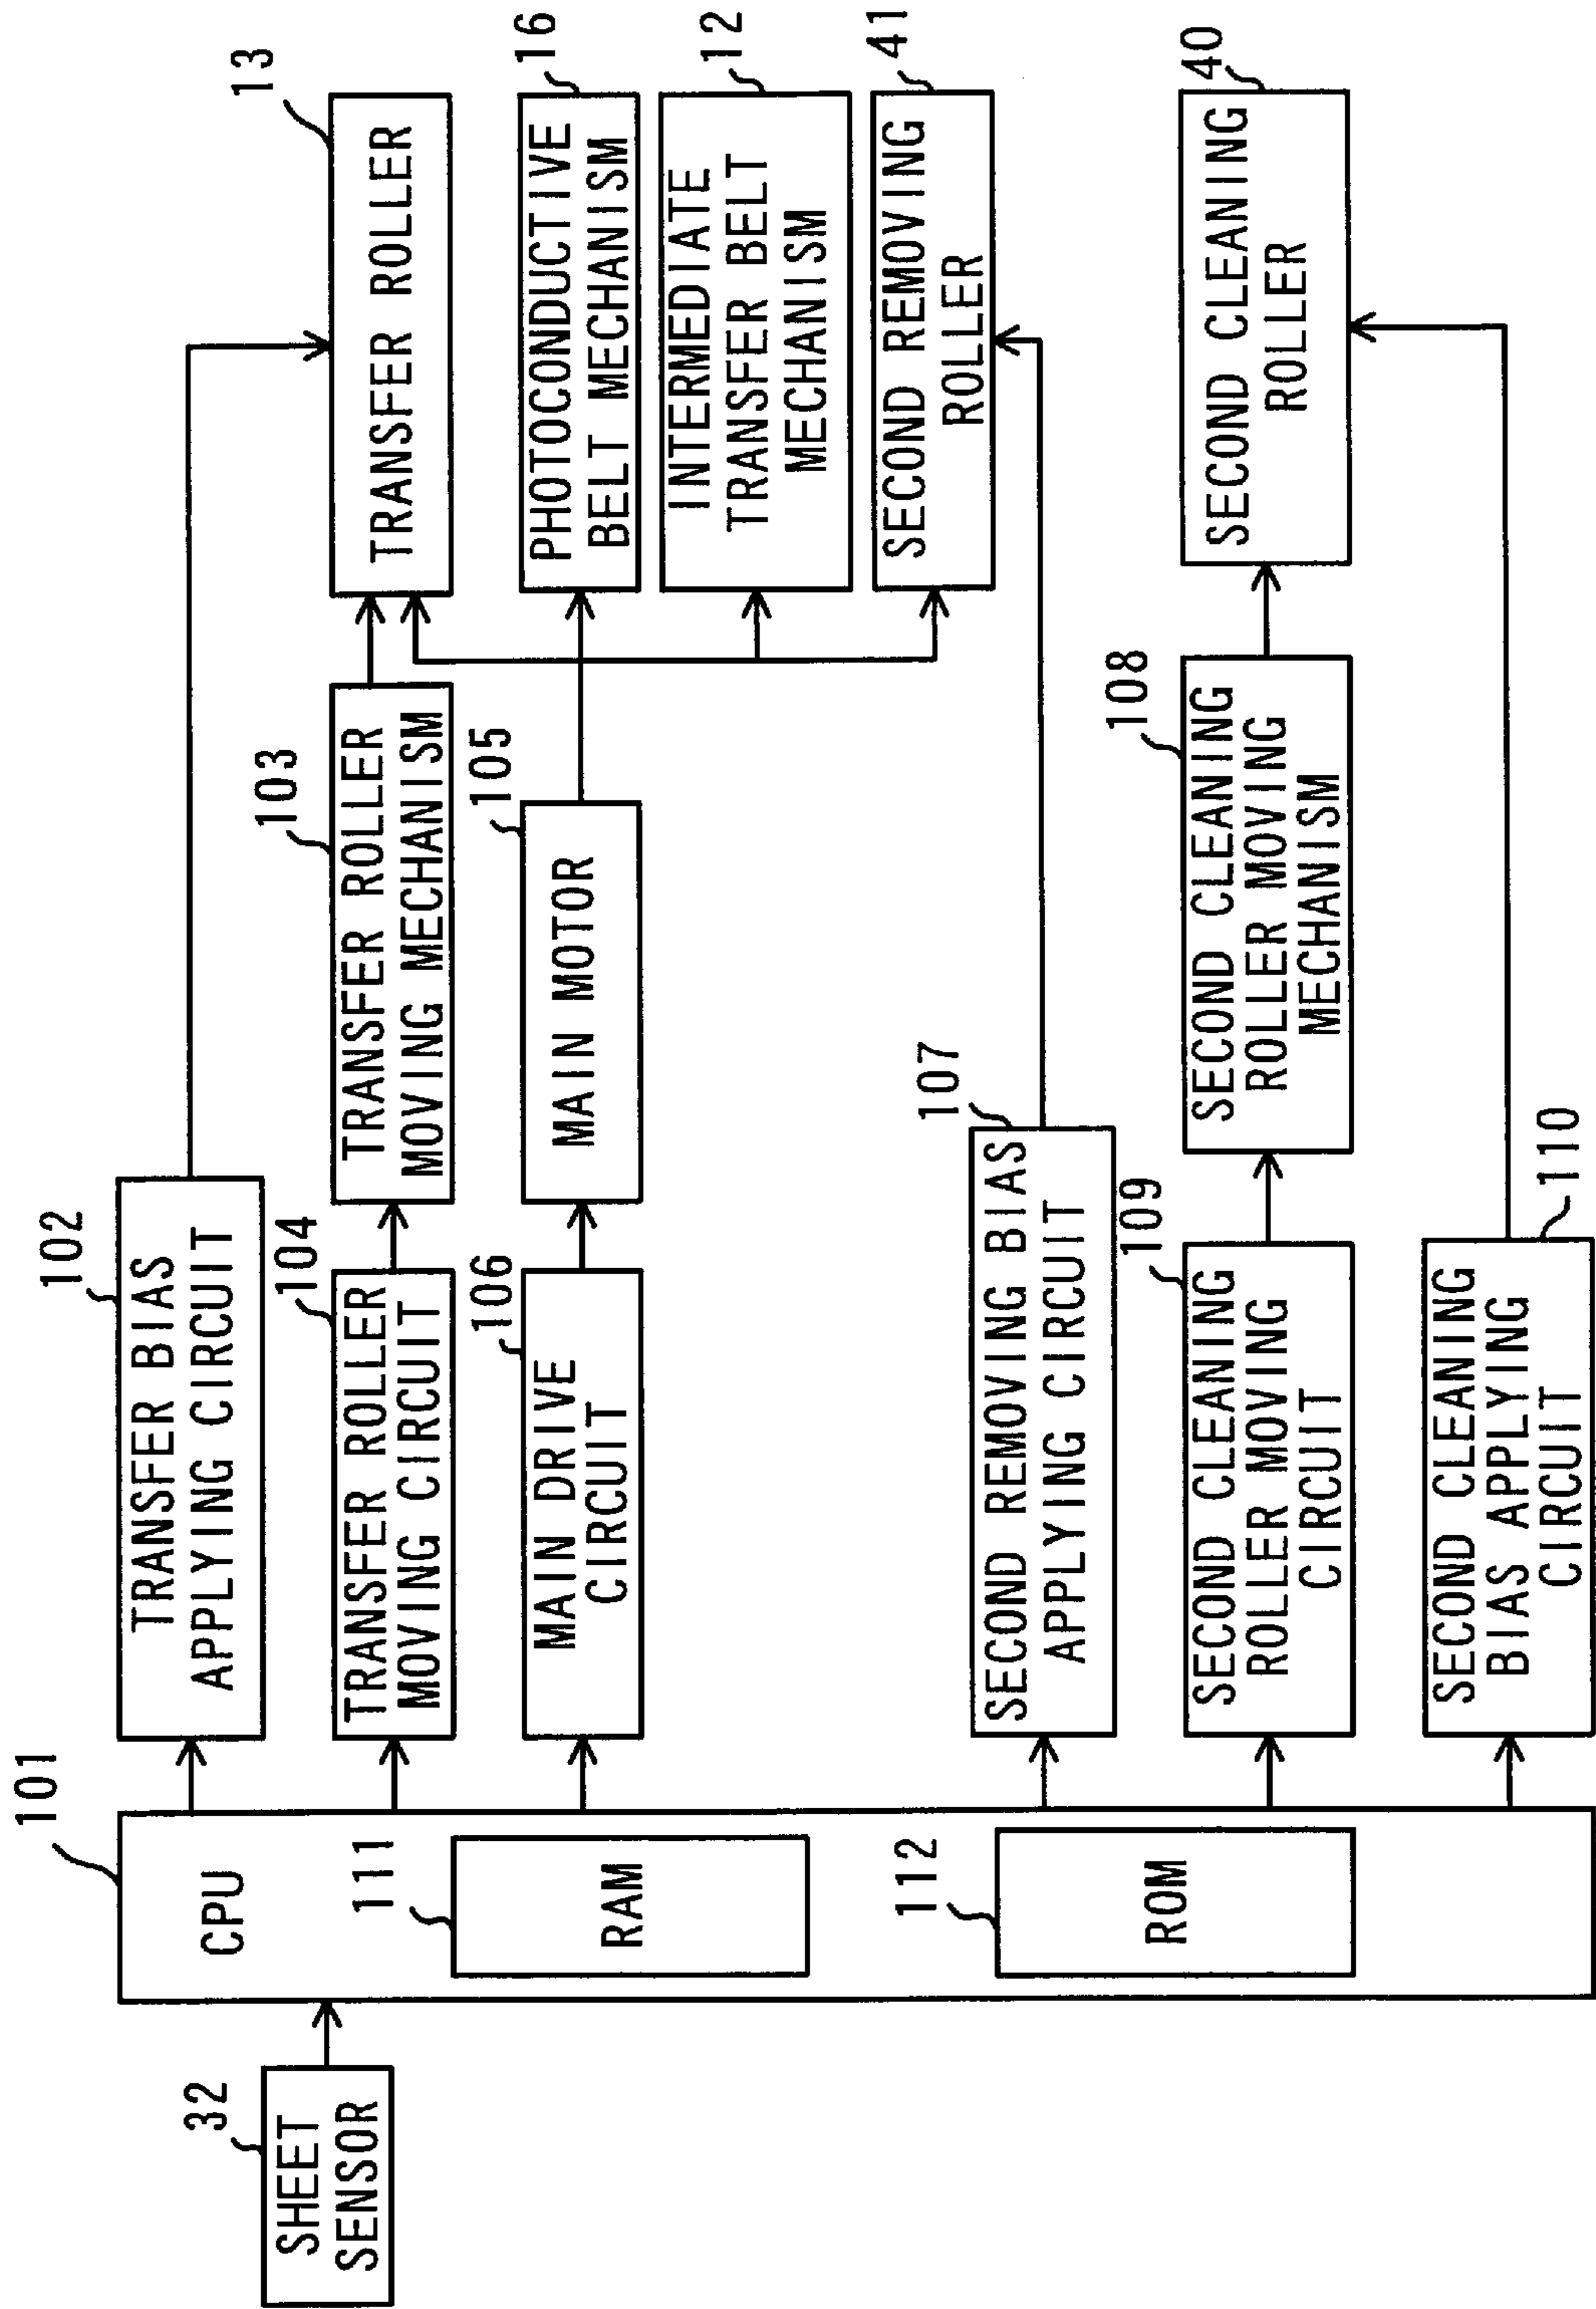 32
SHEET
SENSOR
101
CPU
111
RAM
112
ROM
102
TRANSFER BIAS
APPLYING CIRCUIT
104
TRANSFER ROLLER
MOVING CIRCUIT
103
TRANSFER ROLLER
MOVING MECHANISM
13
TRANSFER ROLLER
106
MAIN DRIVE
CIRCUIT
105
MAIN MOTOR
16
PHOTOCONDUCTIVE
BELT MECHANISM
12
INTERMEDIATE
TRANSFER BELT
MECHANISM
41
SECOND REMOVING
ROLLER
107
SECOND REMOVING BIAS
APPLYING CIRCUIT
109
SECOND CLEANING
ROLLER MOVING
CIRCUIT
108
SECOND CLEANING
ROLLER MOVING
MECHANISM
40
SECOND CLEANING
ROLLER
110
SECOND CLEANING
BIAS APPLYING
CIRCUIT